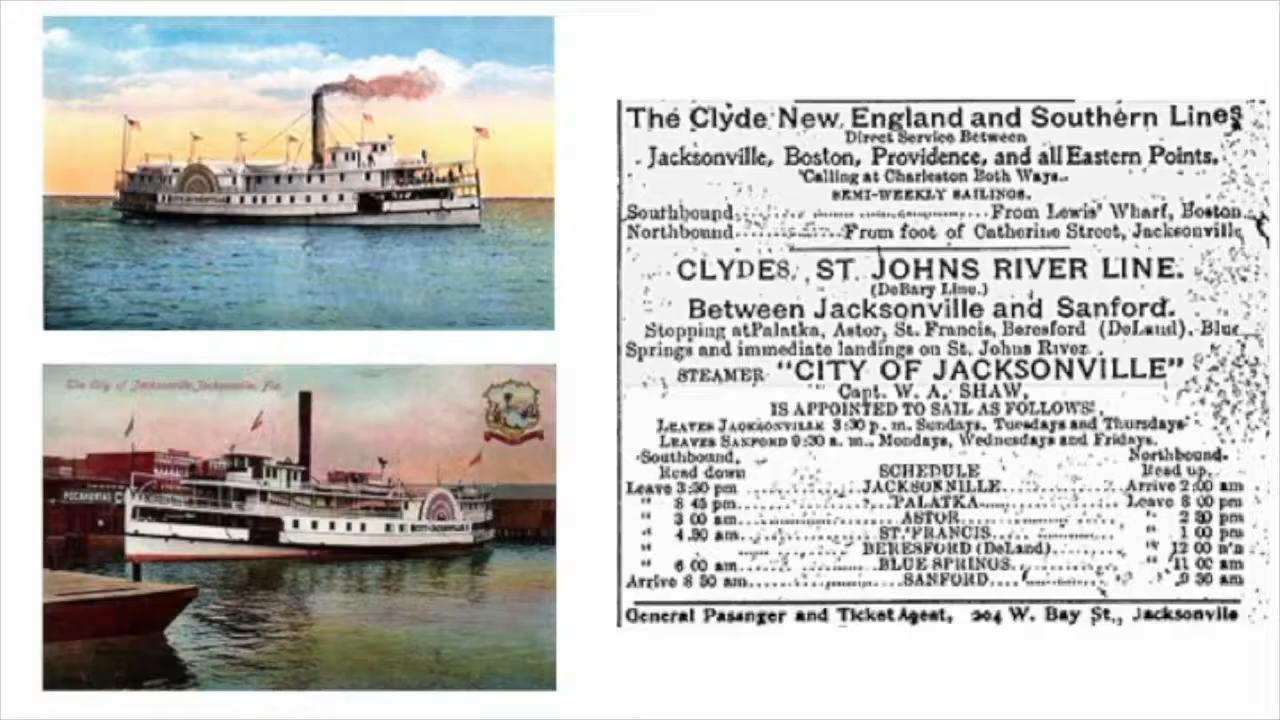 The City of Jacksonville, Jacksonville, Fla.
POCAHONTAS C
The Clyde New England and Southern Lines
Direct Service Between
Jacksonville, Boston, Providence, and all Eastern Points.
Calling at Charleston Both Ways.
SEMI-WEEKLY SAILINGS.
Southbound.......................From Lewis' Wharf, Boston
Northbound...............From foot of Catherine Street, Jacksonville
CLYDES, ST. JOHNS RIVER LINE.
(DeBary Line.)
Between Jacksonville and Sanford.
Stopping at Palatka, Astor, St. Francis, Beresford (DeLand), Blue
Springs and immediate landings on St. Johns River.
STEAMER "CITY OF JACKSONVILLE"
Capt. W. A. SHAW,
IS APPOINTED TO SAIL AS FOLLOWS:
LEAVES JACKSONVILLE 3:30 p. m. Sundays, Tuesdays and Thursdays
LEAVES SANFORD 9:30 a. m., Mondays, Wednesdays and Fridays.
Southbound, Northbound
Read down SCHEDULE Read up,
Leave 3:30 pm JACKSONVILLE Arrive 2:00 am
8 45 pm PALATKA Leave 8 00 pm
" 3 00 am ASTOR " 2 30 pm
" 4.30 am ST. FRANCIS " 1 00 pm
" BERESFORD (DeLand) " 12 00 n'n
" 6 00 am BLUE SPRINGS " 11 00 am
Arrive 8 30 am SANFORD 9 30 am
General Pasanger and Ticket Agent, 204 W. Bay St., Jacksonville